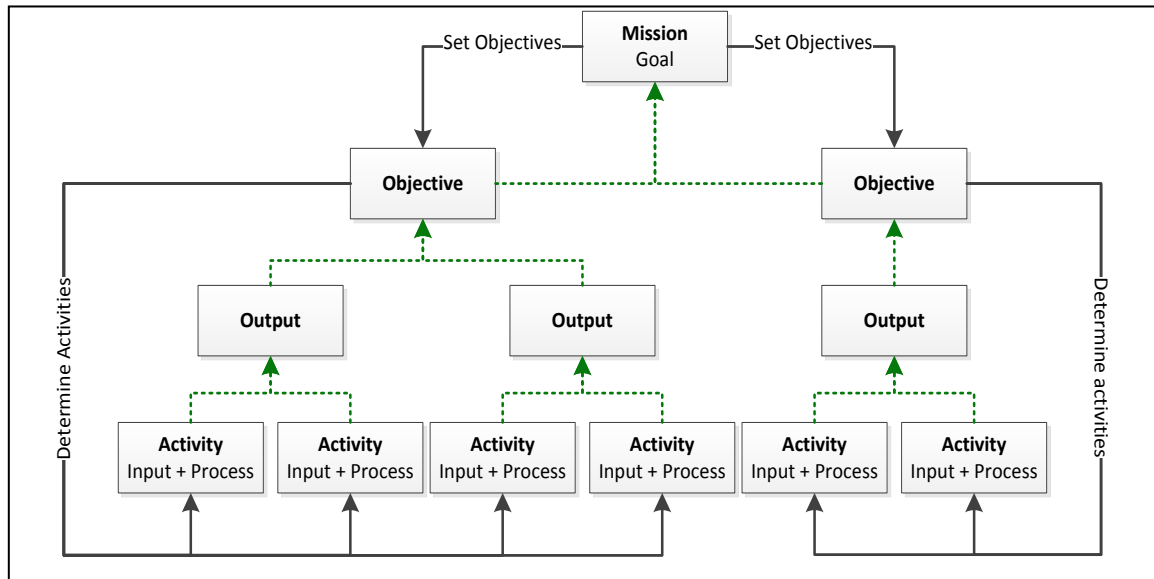 Mission
Goal
Set Objectives
Set Objectives
Objective
Objective
Determine Activities
Determine activities
Output
Output
Output
Activity
Input + Process
Activity
Input + Process
Activity
Input + Process
Activity
Input + Process
Activity
Input + Process
Activity
Input + Process